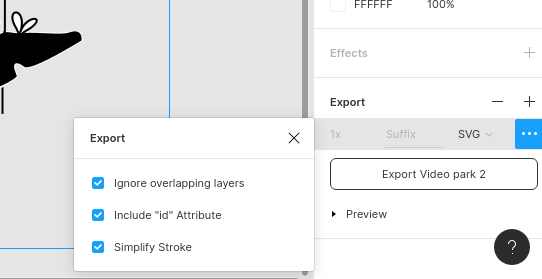 FFFFFF 100%
Effects
Export
1x Suffix SVG
Export Video park 2
Preview
Export
Ignore overlapping layers
Include "id" Attribute
Simplify Stroke
?